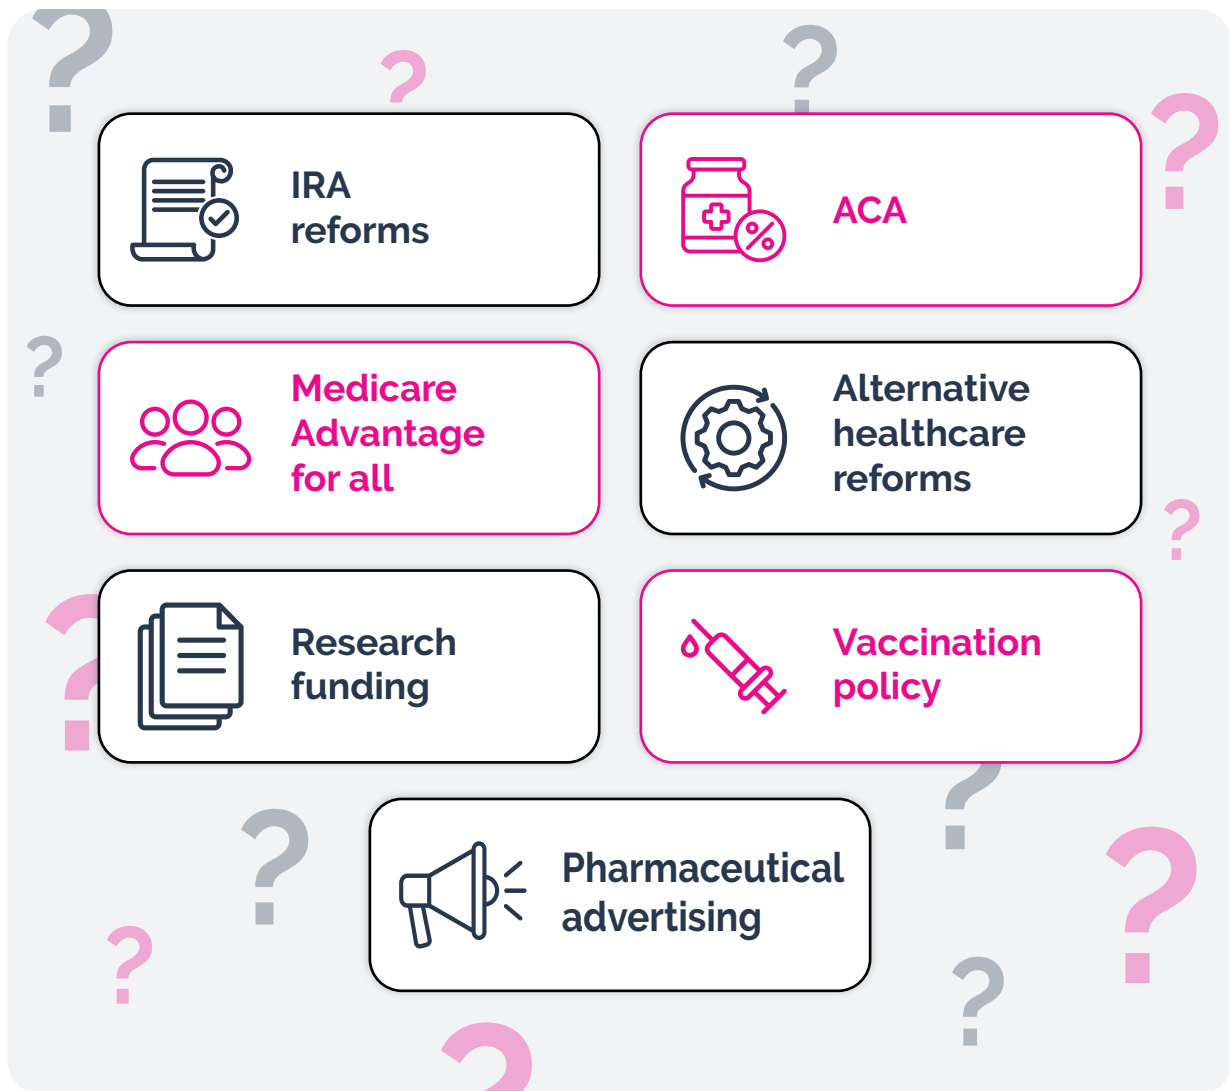 IRA
reforms
ACA
Medicare
Advantage
for all
Alternative
healthcare
reforms
Research
funding
Vaccination
policy
Pharmaceutical
advertising